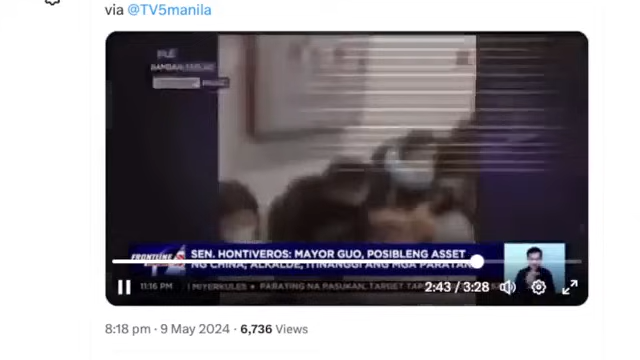 via @TV5manila
FILE
FRONTLINE
SEN. HONTIVEROS: MAYOR GUO, POSIBLENG ASSET
NG CHINA; ALKALDE, ITINANGGI ANG MGA PARATANG
11:16 PM MIYERKULES PARATING NA PASUKAN, TARGET
2:43 / 3:28
8:18 pm · 9 May 2024 · 6,736 Views